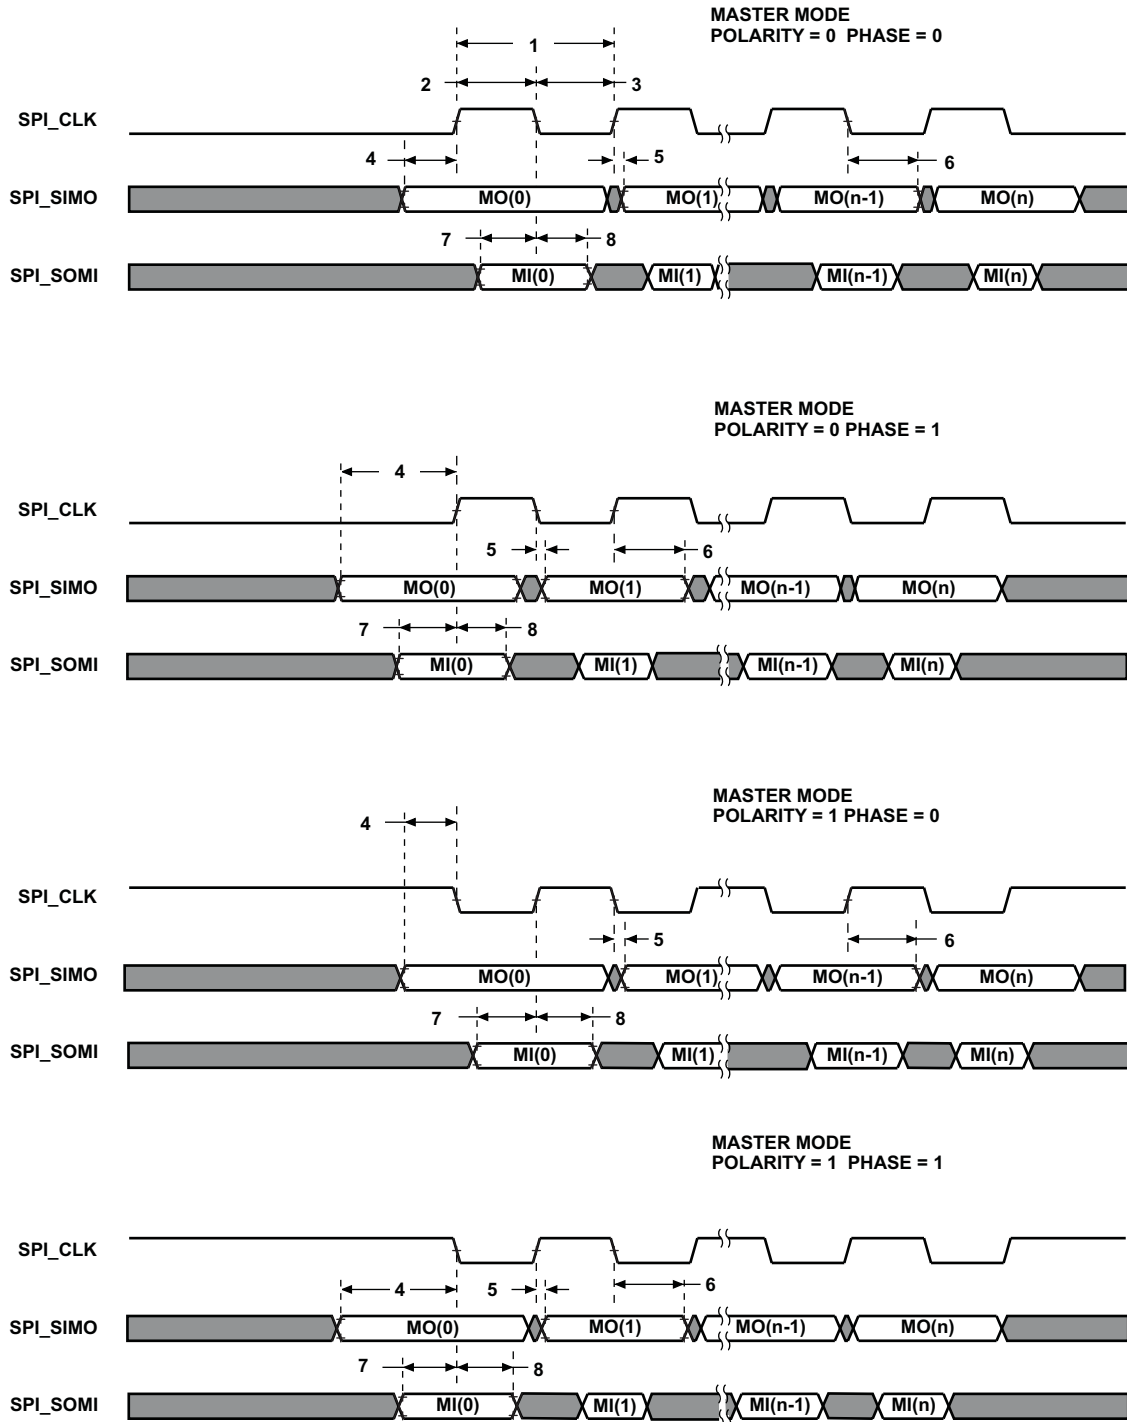 MASTER MODE
POLARITY = 0 PHASE = 0
1
2
3
SPI_CLK
4
5
6
SPI_SIMO
MO(0)
MO(1)
MO(n-1)
MO(n)
7
8
SPI_SOMI
MI(0)
MI(1)
MI(n-1)
MI(n)
MASTER MODE
POLARITY = 0 PHASE = 1
4
SPI_CLK
5
6
SPI_SIMO
MO(0)
MO(1)
MO(n-1)
MO(n)
7
8
SPI_SOMI
MI(0)
MI(1)
MI(n-1)
MI(n)
MASTER MODE
POLARITY = 1 PHASE = 0
4
SPI_CLK
5
6
SPI_SIMO
MO(0)
MO(1)
MO(n-1)
MO(n)
7
8
SPI_SOMI
MI(0)
MI(1)
MI(n-1)
MI(n)
MASTER MODE
POLARITY = 1 PHASE = 1
SPI_CLK
4
5
6
SPI_SIMO
MO(0)
MO(1)
MO(n-1)
MO(n)
7
8
SPI_SOMI
MI(0)
MI(1)
MI(n-1)
MI(n)